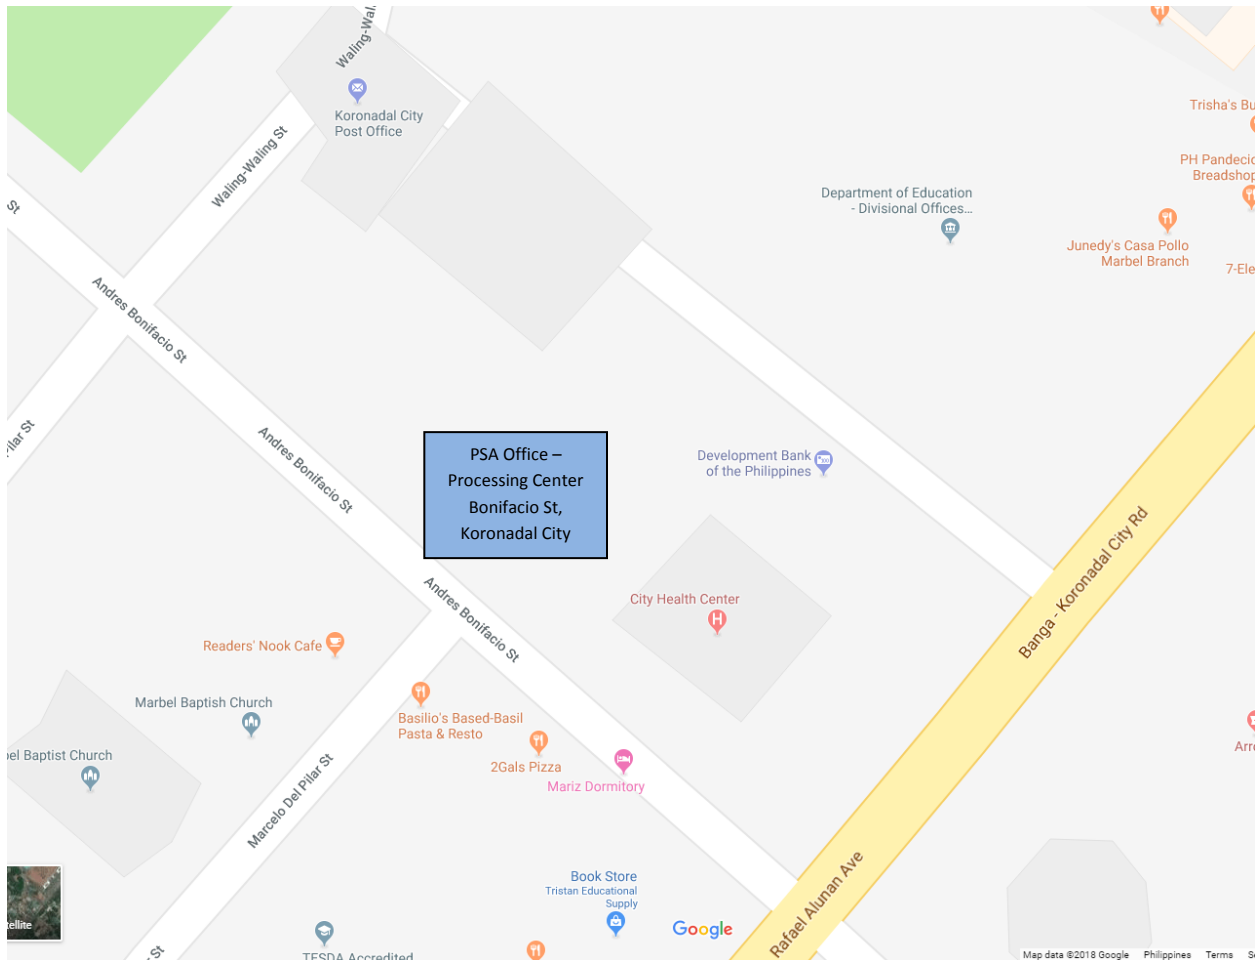 Waling-Wal
Koronadal City
Post Office
Waling-Waling St
Trisha's Bu
PH Pandecic
Breadshop
Department of Education
- Divisional Offices...
Junedy's Casa Pollo
Marbel Branch
7-Ele
St
Andres Bonifacio St
Pilar St
Andres Bonifacio St
PSA Office –
Processing Center
Bonifacio St,
Koronadal City
Development Bank
of the Philippines
Banga - Koronadal City Rd
City Health Center
Andres Bonifacio St
Readers' Nook Cafe
Marbel Baptish Church
Basilio's Based-Basil
Pasta & Resto
bel Baptist Church
2Gals Pizza
Mariz Dormitory
Arr
Marcelo Del Pilar St
Rafael Alunan Ave
Book Store
Tristan Educational
Supply
tellite
Google
St
TESDA Accredited
Map data ©2018 Google Philippines Terms S